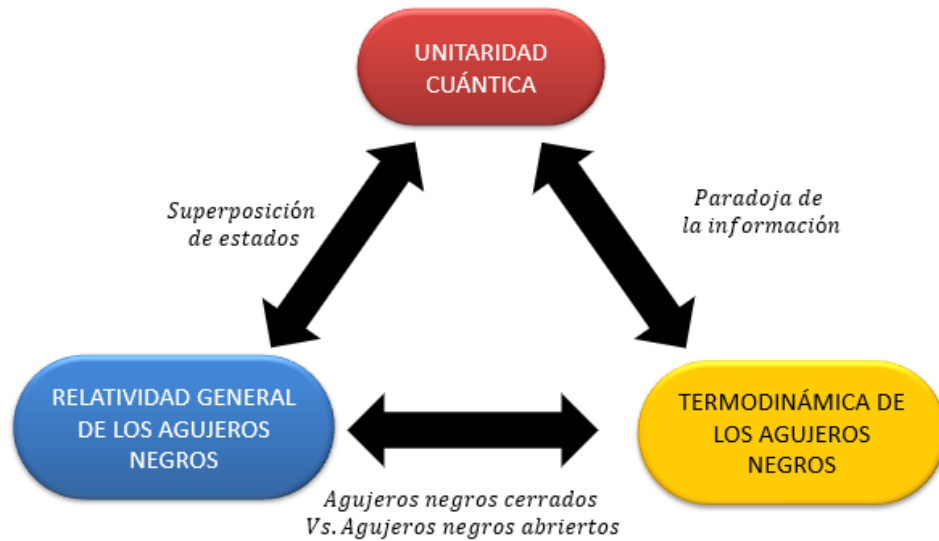 UNITARIDAD
CUÁNTICA
Superposición
de estados
Paradoja de
la información
RELATIVIDAD GENERAL
DE LOS AGUJEROS
NEGROS
TERMODINÁMICA DE
LOS AGUJEROS
NEGROS
Agujeros negros cerrados
Vs. Agujeros negros abiertos